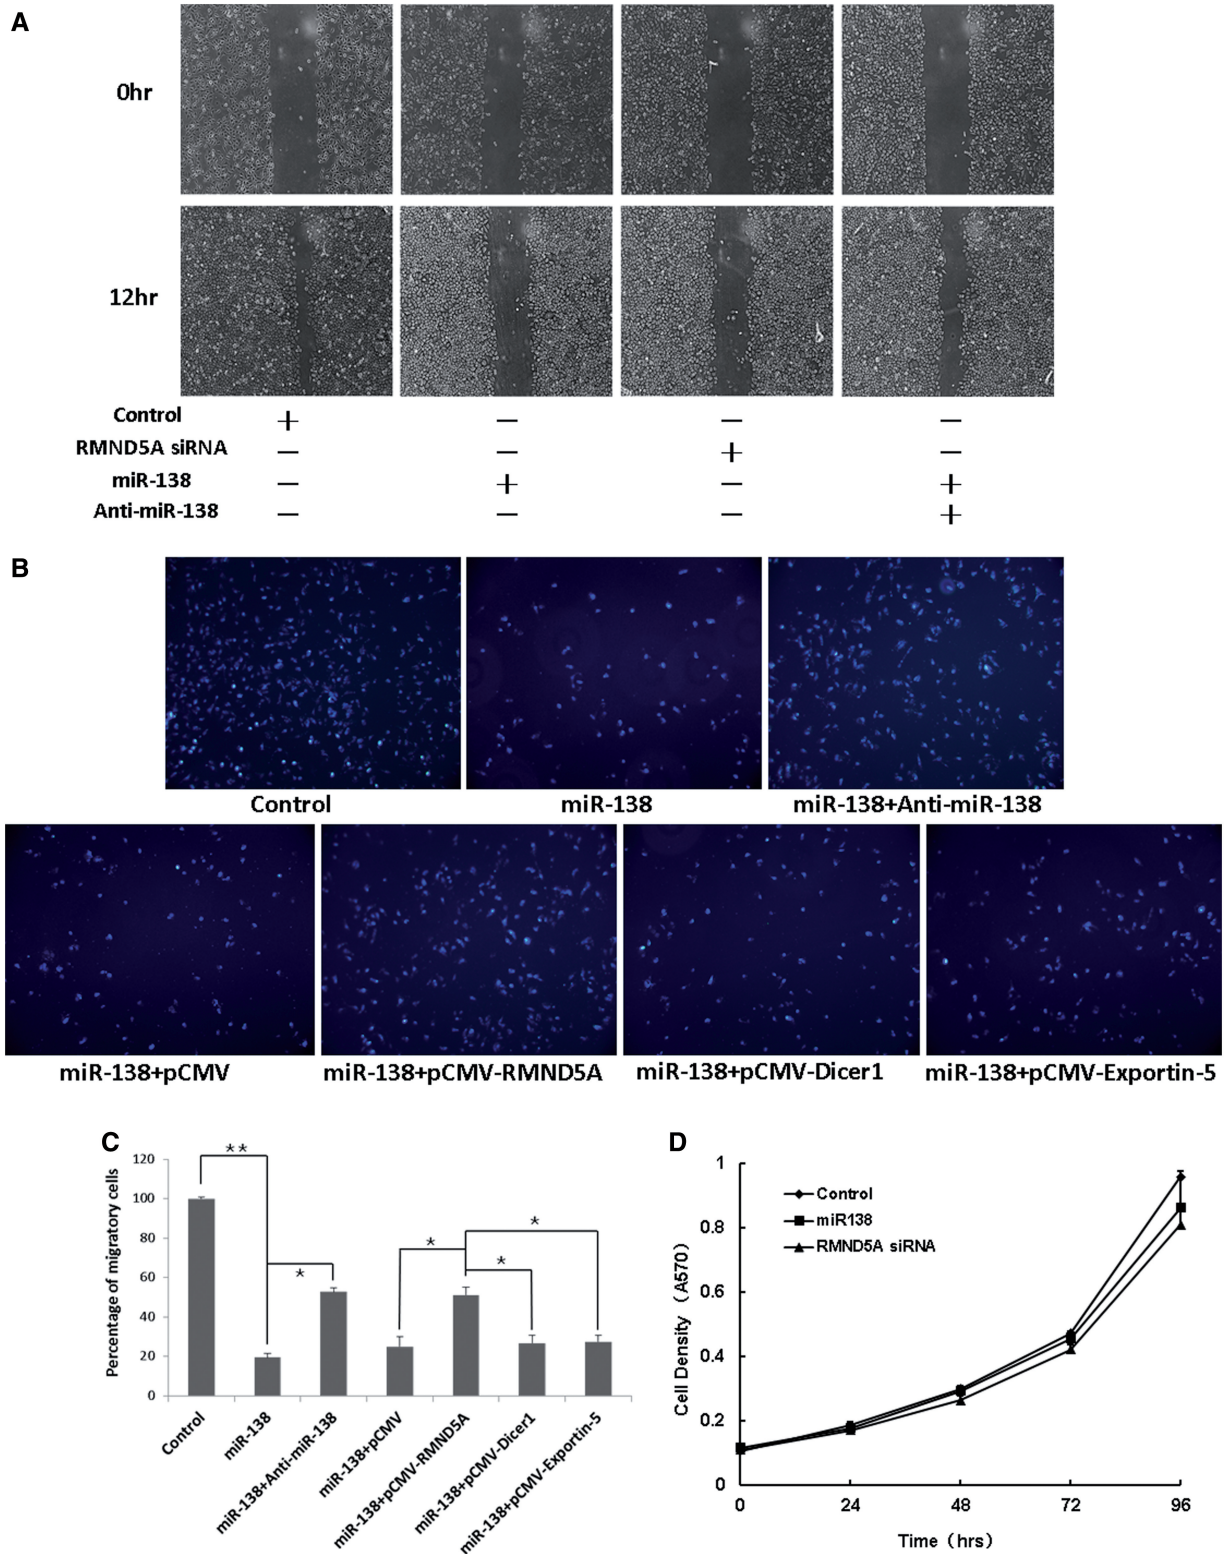 A
0hr
12hr
Control + — — —
RMND5A siRNA — — + —
miR-138 — + — +
Anti-miR-138 — — — +
B
Control
miR-138
miR-138+Anti-miR-138
miR-138+pCMV
miR-138+pCMV-RMND5A
miR-138+pCMV-Dicer1
miR-138+pCMV-Exportin-5
C
Percentage of migratory cells
120
100
80
60
40
20
0
**
*
*
*
*
Control
miR-138
miR-138+Anti-miR-138
miR-138+pCMV
miR-138+pCMV-RMND5A
miR-138+pCMV-Dicer1
miR-138+pCMV-Exportin-5
D
Cell Density (A570)
1
0.8
0.6
0.4
0.2
0
Control
miR138
RMND5A siRNA
0 24 48 72 96
Time (hrs)